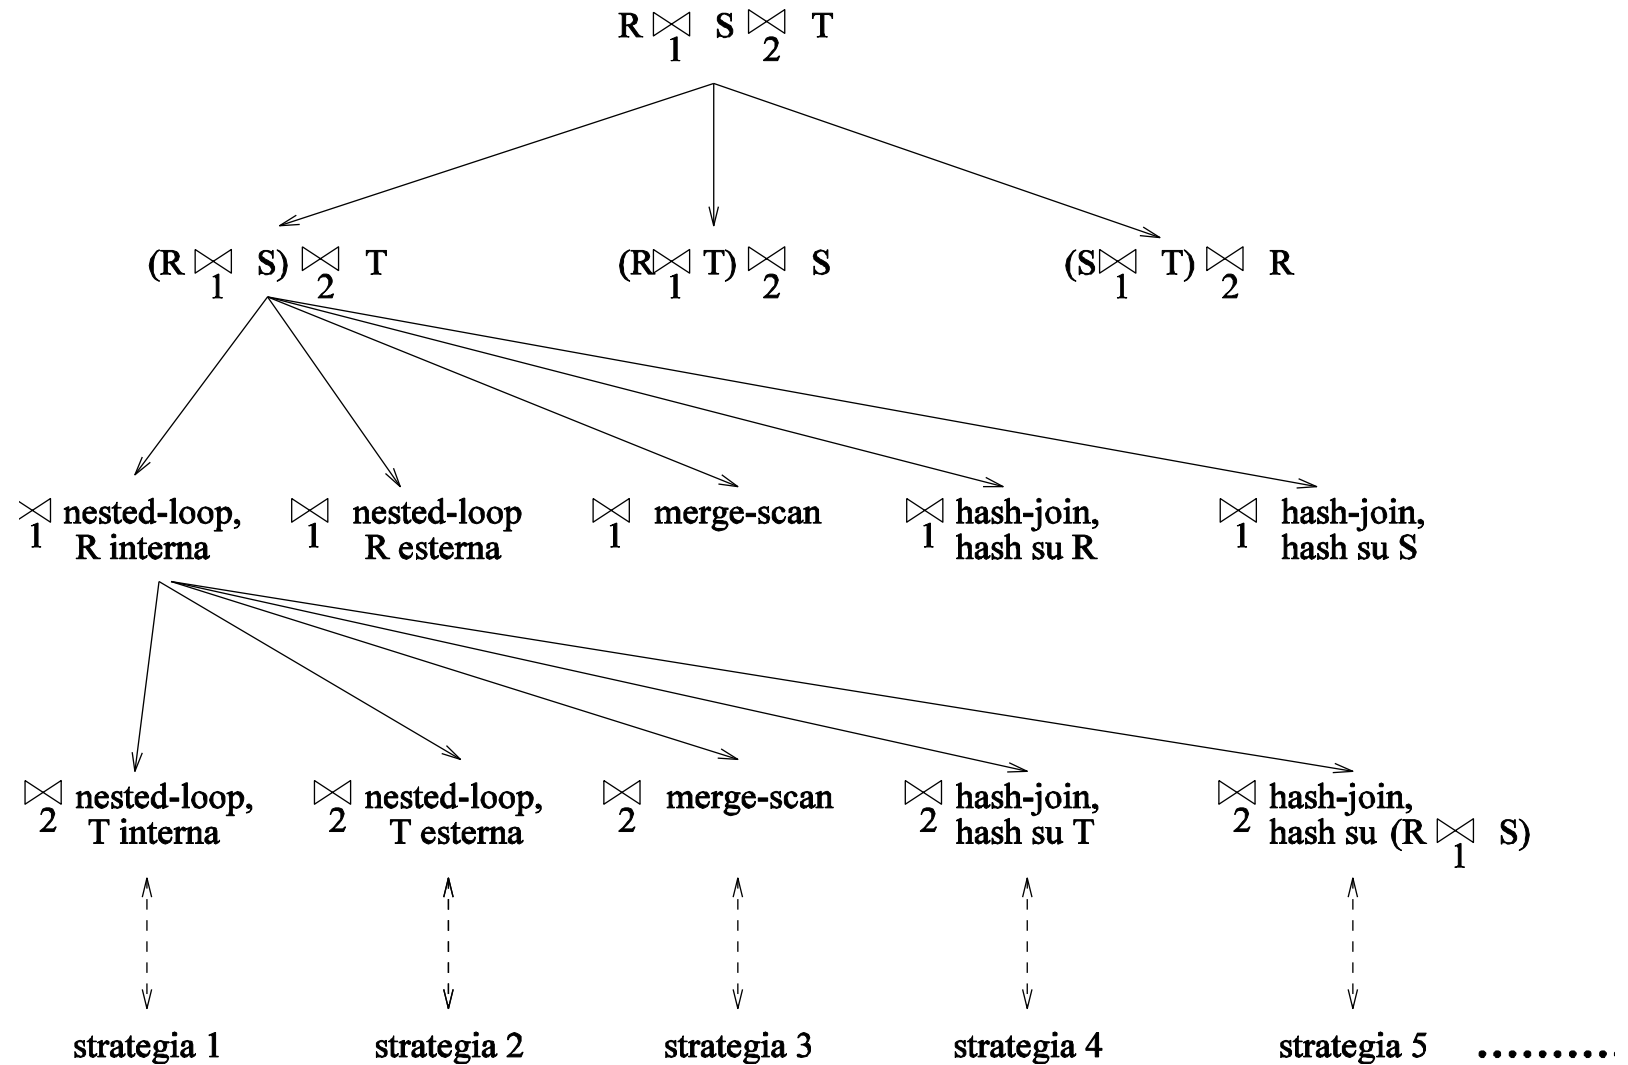 R ⋈ S ⋈ T
1 2
(R ⋈ S) ⋈ T (R⋈ T) ⋈ S (S⋈ T) ⋈ R
1 2 1 2 1 2
⋈ nested-loop, ⋈ nested-loop ⋈ merge-scan ⋈ hash-join, ⋈ hash-join,
1 R interna 1 R esterna 1 1 hash su R 1 hash su S
⋈ nested-loop, ⋈ nested-loop, ⋈ merge-scan ⋈ hash-join, ⋈ hash-join,
2 T interna 2 T esterna 2 2 hash su T 2 hash su (R ⋈ S)
1
strategia 1 strategia 2 strategia 3 strategia 4 strategia 5 ..........